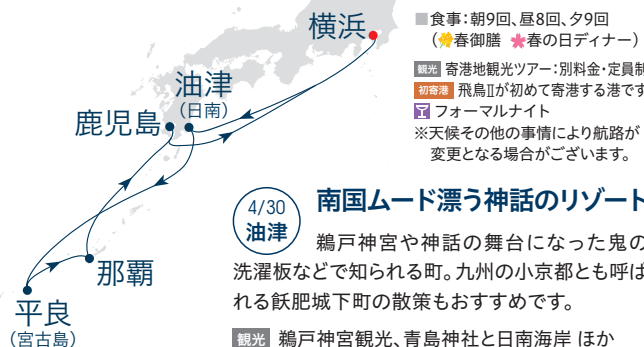 横浜
油津
(日南)
鹿児島
那覇
平良
(宮古島)
■食事:朝9回、昼8回、夕9回
(春御膳 春の日ディナー)
観光 寄港地観光ツアー:別料金・定員制
初寄港 飛鳥Ⅱが初めて寄港する港です
フォーマルナイト
※天候その他の事情により航路が
変更となる場合がございます。
4/30
油津
南国ムード漂う神話のリゾート
鵜戸神宮や神話の舞台になった鬼の
洗濯板などで知られる町。九州の小京都とも呼ば
れる飫肥城下町の散策もおすすめです。
観光 鵜戸神宮観光、青島神社と日南海岸 ほか